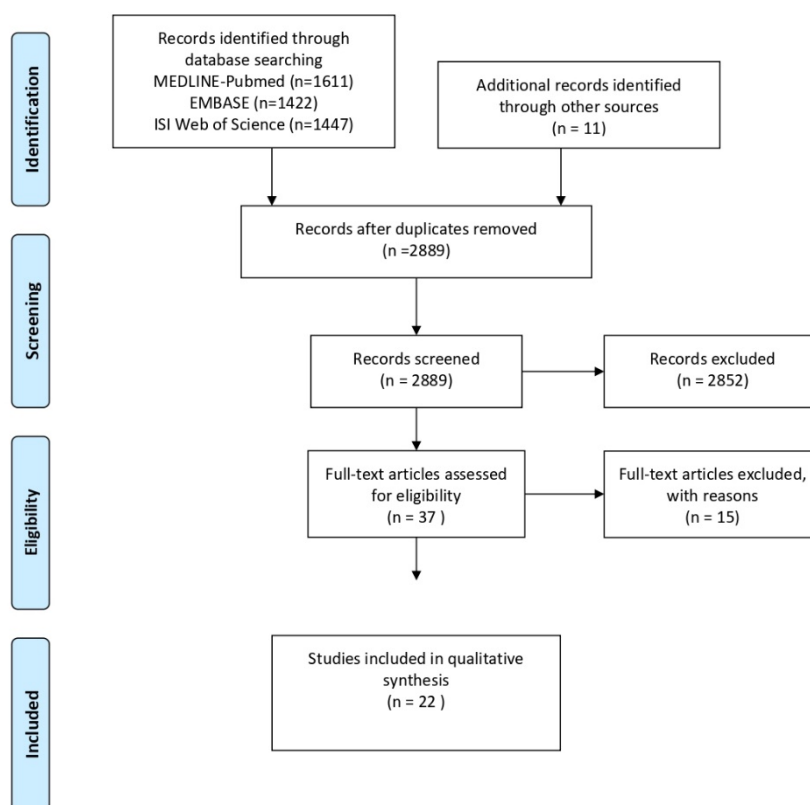 Identification
Records identified through
database searching
MEDLINE-Pubmed (n=1611)
EMBASE (n=1422)
ISI Web of Science (n=1447)
Additional records identified
through other sources
(n = 11)
Records after duplicates removed
(n =2889)
Screening
Records screened
(n = 2889)
Records excluded
(n = 2852)
Eligibility
Full-text articles assessed
for eligibility
(n = 37 )
Full-text articles excluded,
with reasons
(n = 15)
Included
Studies included in qualitative
synthesis
(n = 22 )